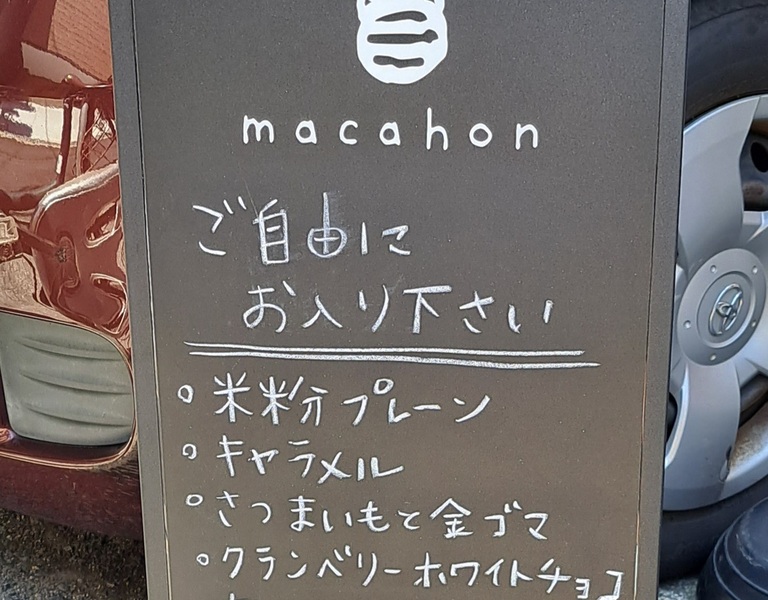 macahon
ご自由に
お入り下さい
○米粉プレーン
○キャラメル
○さつまいもと金ゴマ
○クランベリーホワイトチョコ